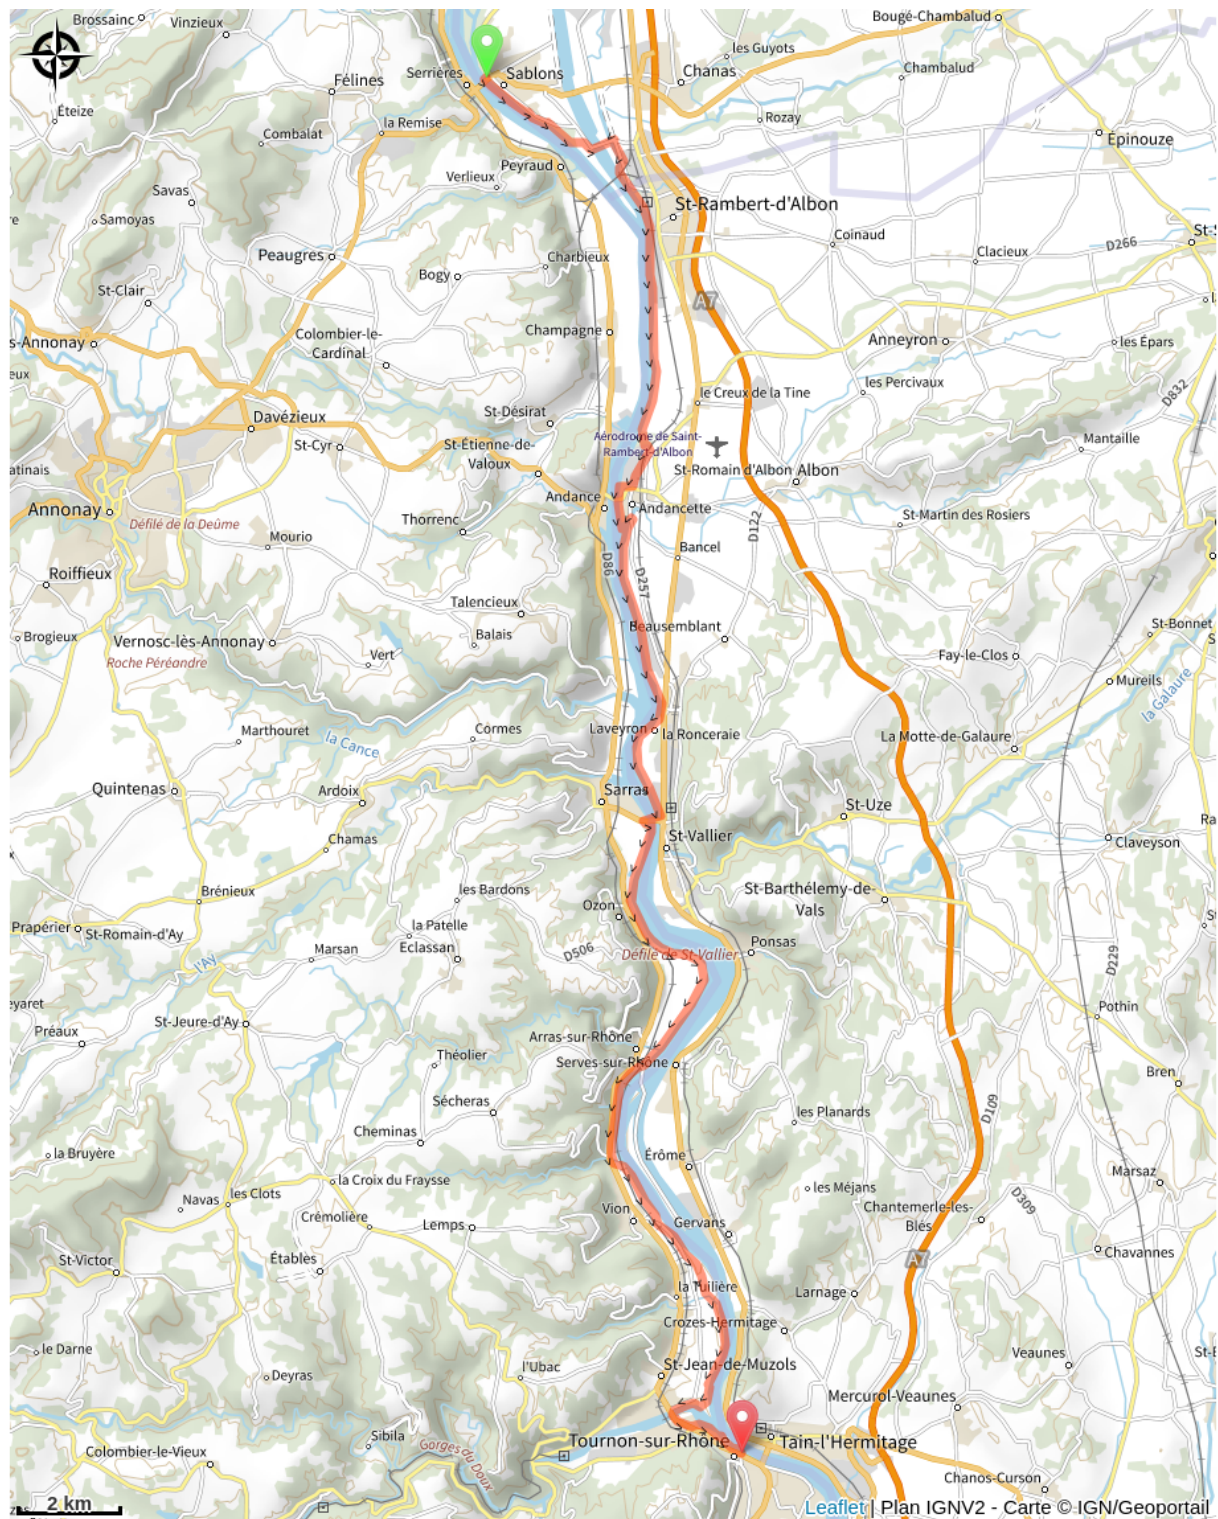 Brossainc
Vinzieux
Bougé-Chambalud
les Guyots
Serrières
Sablons
Chanas
Chambalud
Félines
Éteize
la Remise
Rozay
Combalat
Épinouze
Peyraud
Verlieux
Savas
St-Rambert-d'Albon
Samoyas
Coinaud
St-S
D266
Clacieux
Peaugres
Charbieux
Bogy
St-Clair
A7
Champagne
Colombier-le-
Cardinal
s-Annonay
Anneyron
les Épars
eux
les Percivaux
le Creux de la Tine
D832
Davézieux
St-Désirat
Aérodrome de Saint-
Rambert-d'Albon
Mantaille
St-Cyr
St-Étienne-de-
Valoux
atinais
St-Romain d'Albon
Albon
Andance
Annonay
Andancette
Défilé de la Deûme
Thorrenc
St-Martin des Rosiers
D122
Mourio
Bancel
D86
D257
Roiffieux
Talencieux
Brogieux
Vernosc-lès-Annonay
Balais
Beausemblant
St-Bonnet
S
Roche Péréandre
Vert
Fay-le-Clos
Mureils
la Galaure
Marthouret
la Cance
Cormes
Laveyron
la Ronceraie
La Motte-de-Galaure
Quintenas
Ardoix
Sarras
St-Uze
Ra
Chamas
St-Vallier
Claveyson
Brénieux
les Bardons
St-Barthélemy-de-
Vals
Ozon
Prapérier
St-Romain-d'Ay
la Patelle
Eclassan
Marsan
D506
Défile de St-Vallier
Ponsas
D229
l'Ay
eyaret
Pothin
St-Jeure-d'Ay
Préaux
Arras-sur-Rhône
Théolier
Serves-sur-Rhône
Bren
Sécheras
les Planards
D109
Cheminas
la Bruyère
Érôme
Marsaz
la Croix du Fraysse
les Méjans
Navas
les Clots
D309
Chantemerle-les-
Blés
Crémolière
Lemps
Vion
Gervans
St-Victor
Étables
A7
Chavannes
la Tuilière
Larnage
Crozes-Hermitage
le Darne
Veaunes
St-B
l'Ubac
St-Jean-de-Muzols
Deyras
Mercurol-Veaunes
Sibila
Colombier-le-Vieux
Gorges du Doux
Tournon-sur-Rhône
Tain-l'Hermitage
Chanos-Curson
2 km
Leaflet | Plan IGNV2 - Carte © IGN/Geoportail